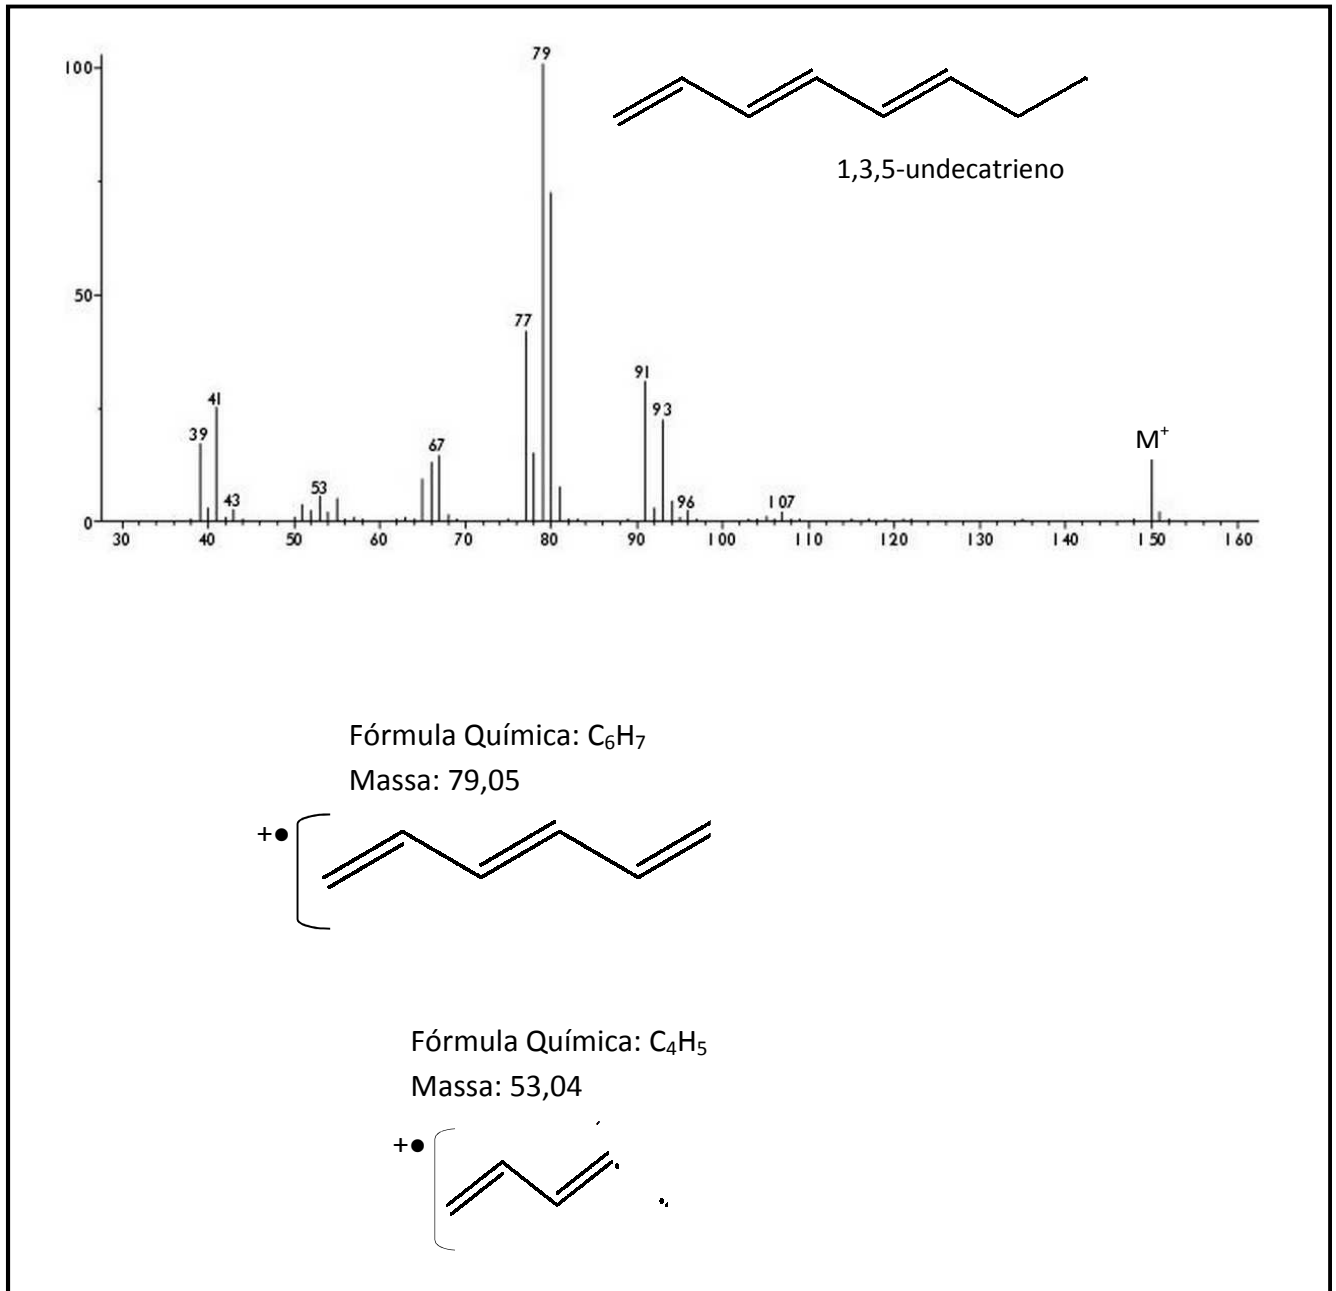 79
100
1,3,5-undecatrieno
50
77
91
93
M⁺
41
39
67
43
53
96
107
0
30 40 50 60 70 80 90 100 110 120 130 140 150 160
Fórmula Química: C₆H₇
Massa: 79,05
+●
Fórmula Química: C₄H₅
Massa: 53,04
+●